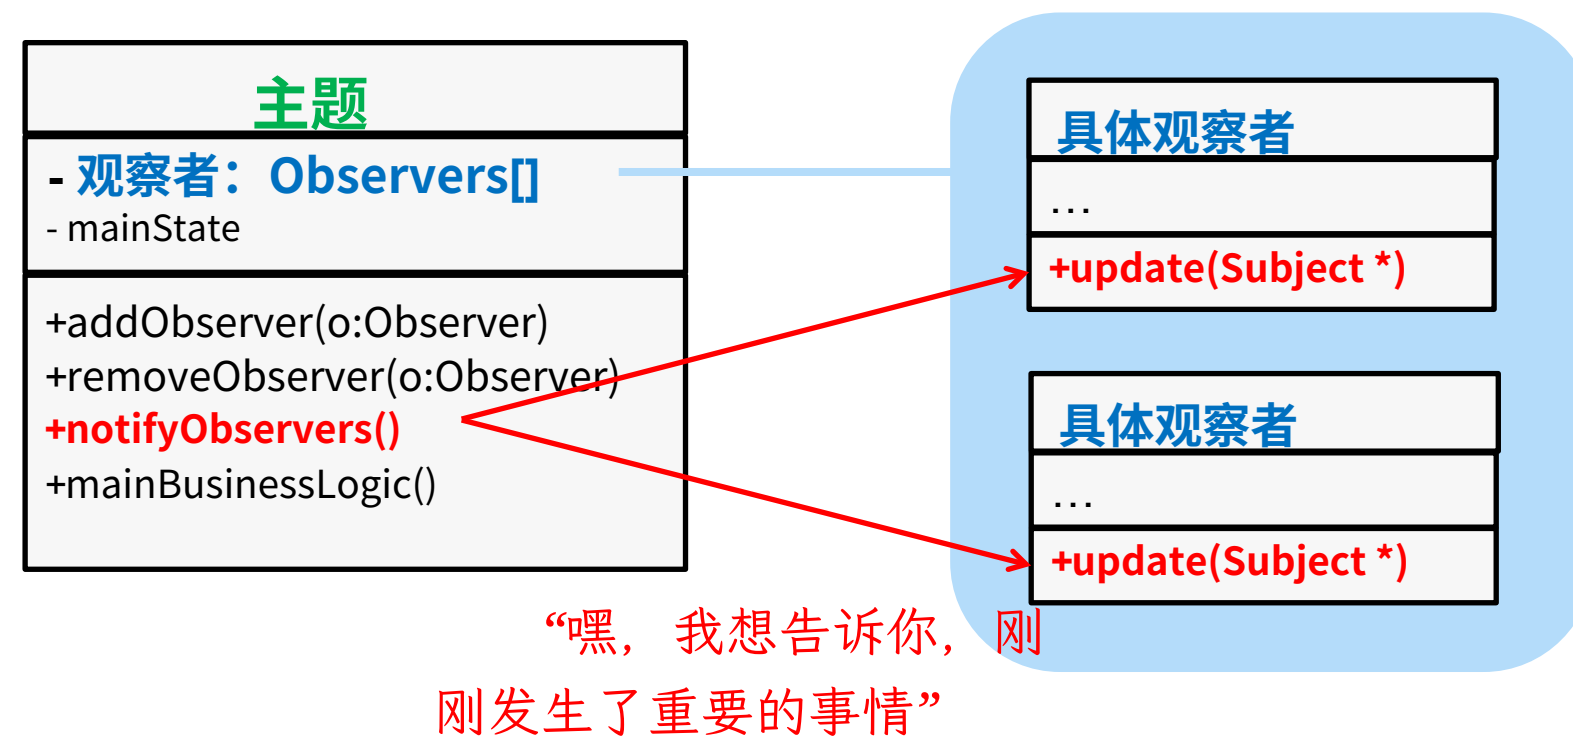 主题
- 观察者：Observers[]
- mainState
+addObserver(o:Observer)
+removeObserver(o:Observer)
+notifyObservers()
+mainBusinessLogic()
具体观察者
...
+update(Subject *)
具体观察者
...
+update(Subject *)
“嘿，我想告诉你，刚
刚发生了重要的事情”